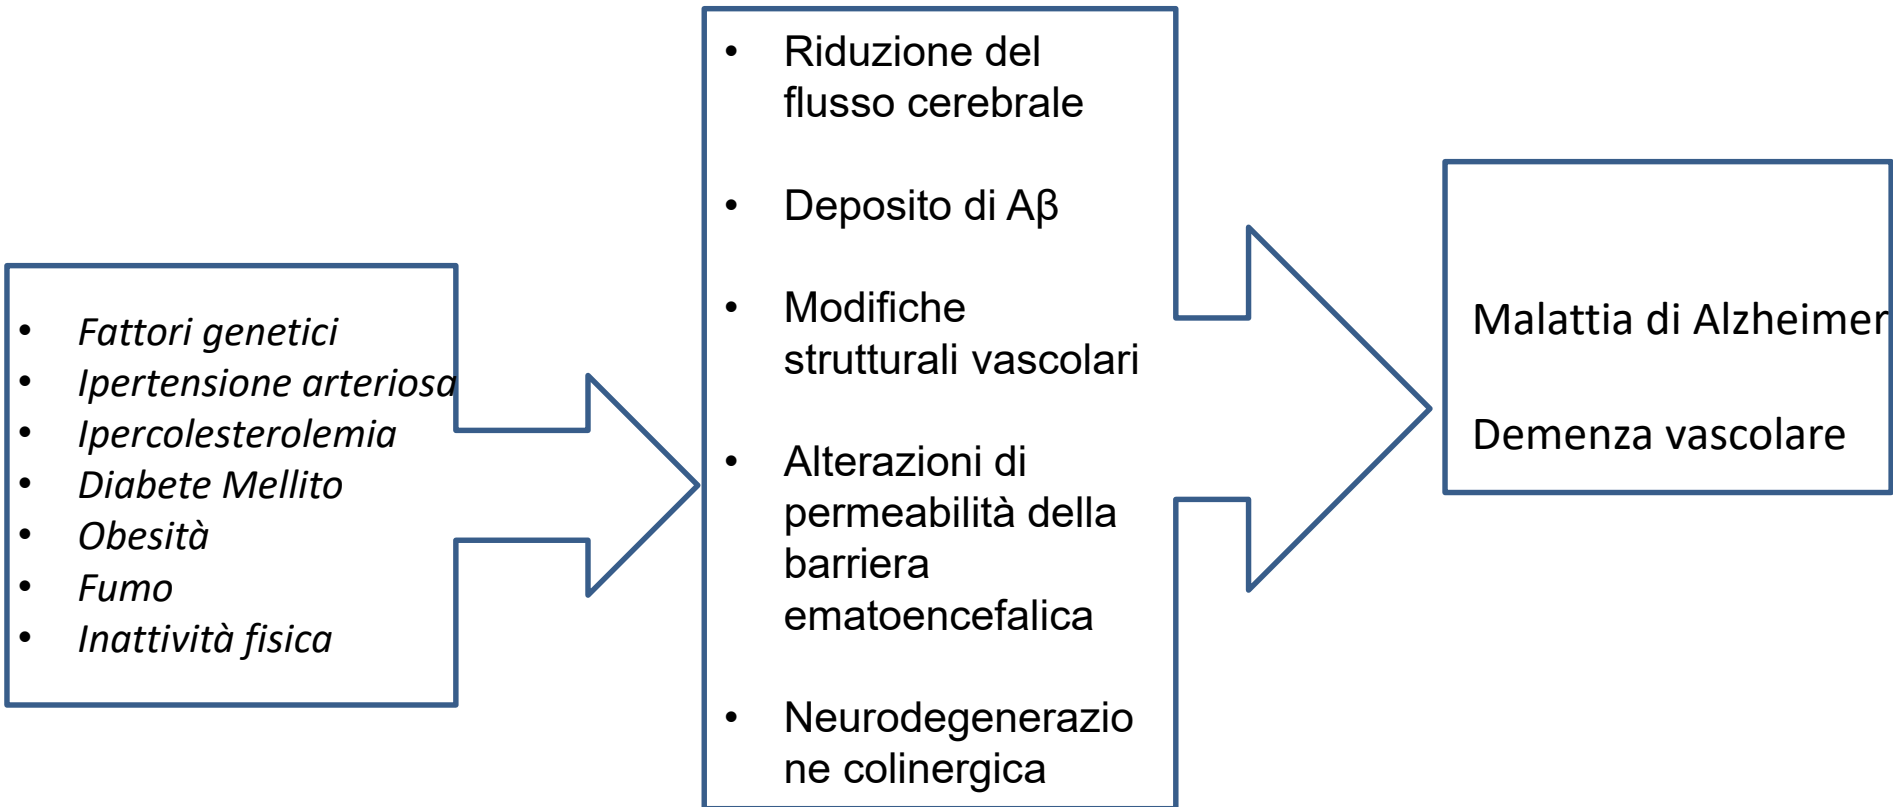 • Fattori genetici
• Ipertensione arteriosa
• Ipercolesterolemia
• Diabete Mellito
• Obesità
• Fumo
• Inattività fisica
• Riduzione del
flusso cerebrale
• Deposito di Aβ
• Modifiche
strutturali vascolari
• Alterazioni di
permeabilità della
barriera
ematoencefalica
• Neurodegenerazio
ne colinergica
Malattia di Alzheimer
Demenza vascolare